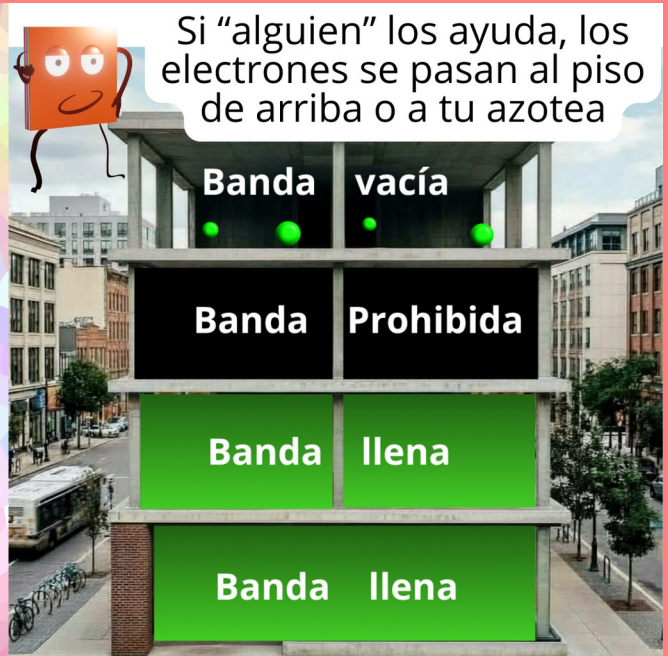 Si “alguien” los ayuda, los
electrones se pasan al piso
de arriba o a tu azotea
Banda vacía
Banda Prohibida
Banda llena
Banda llena